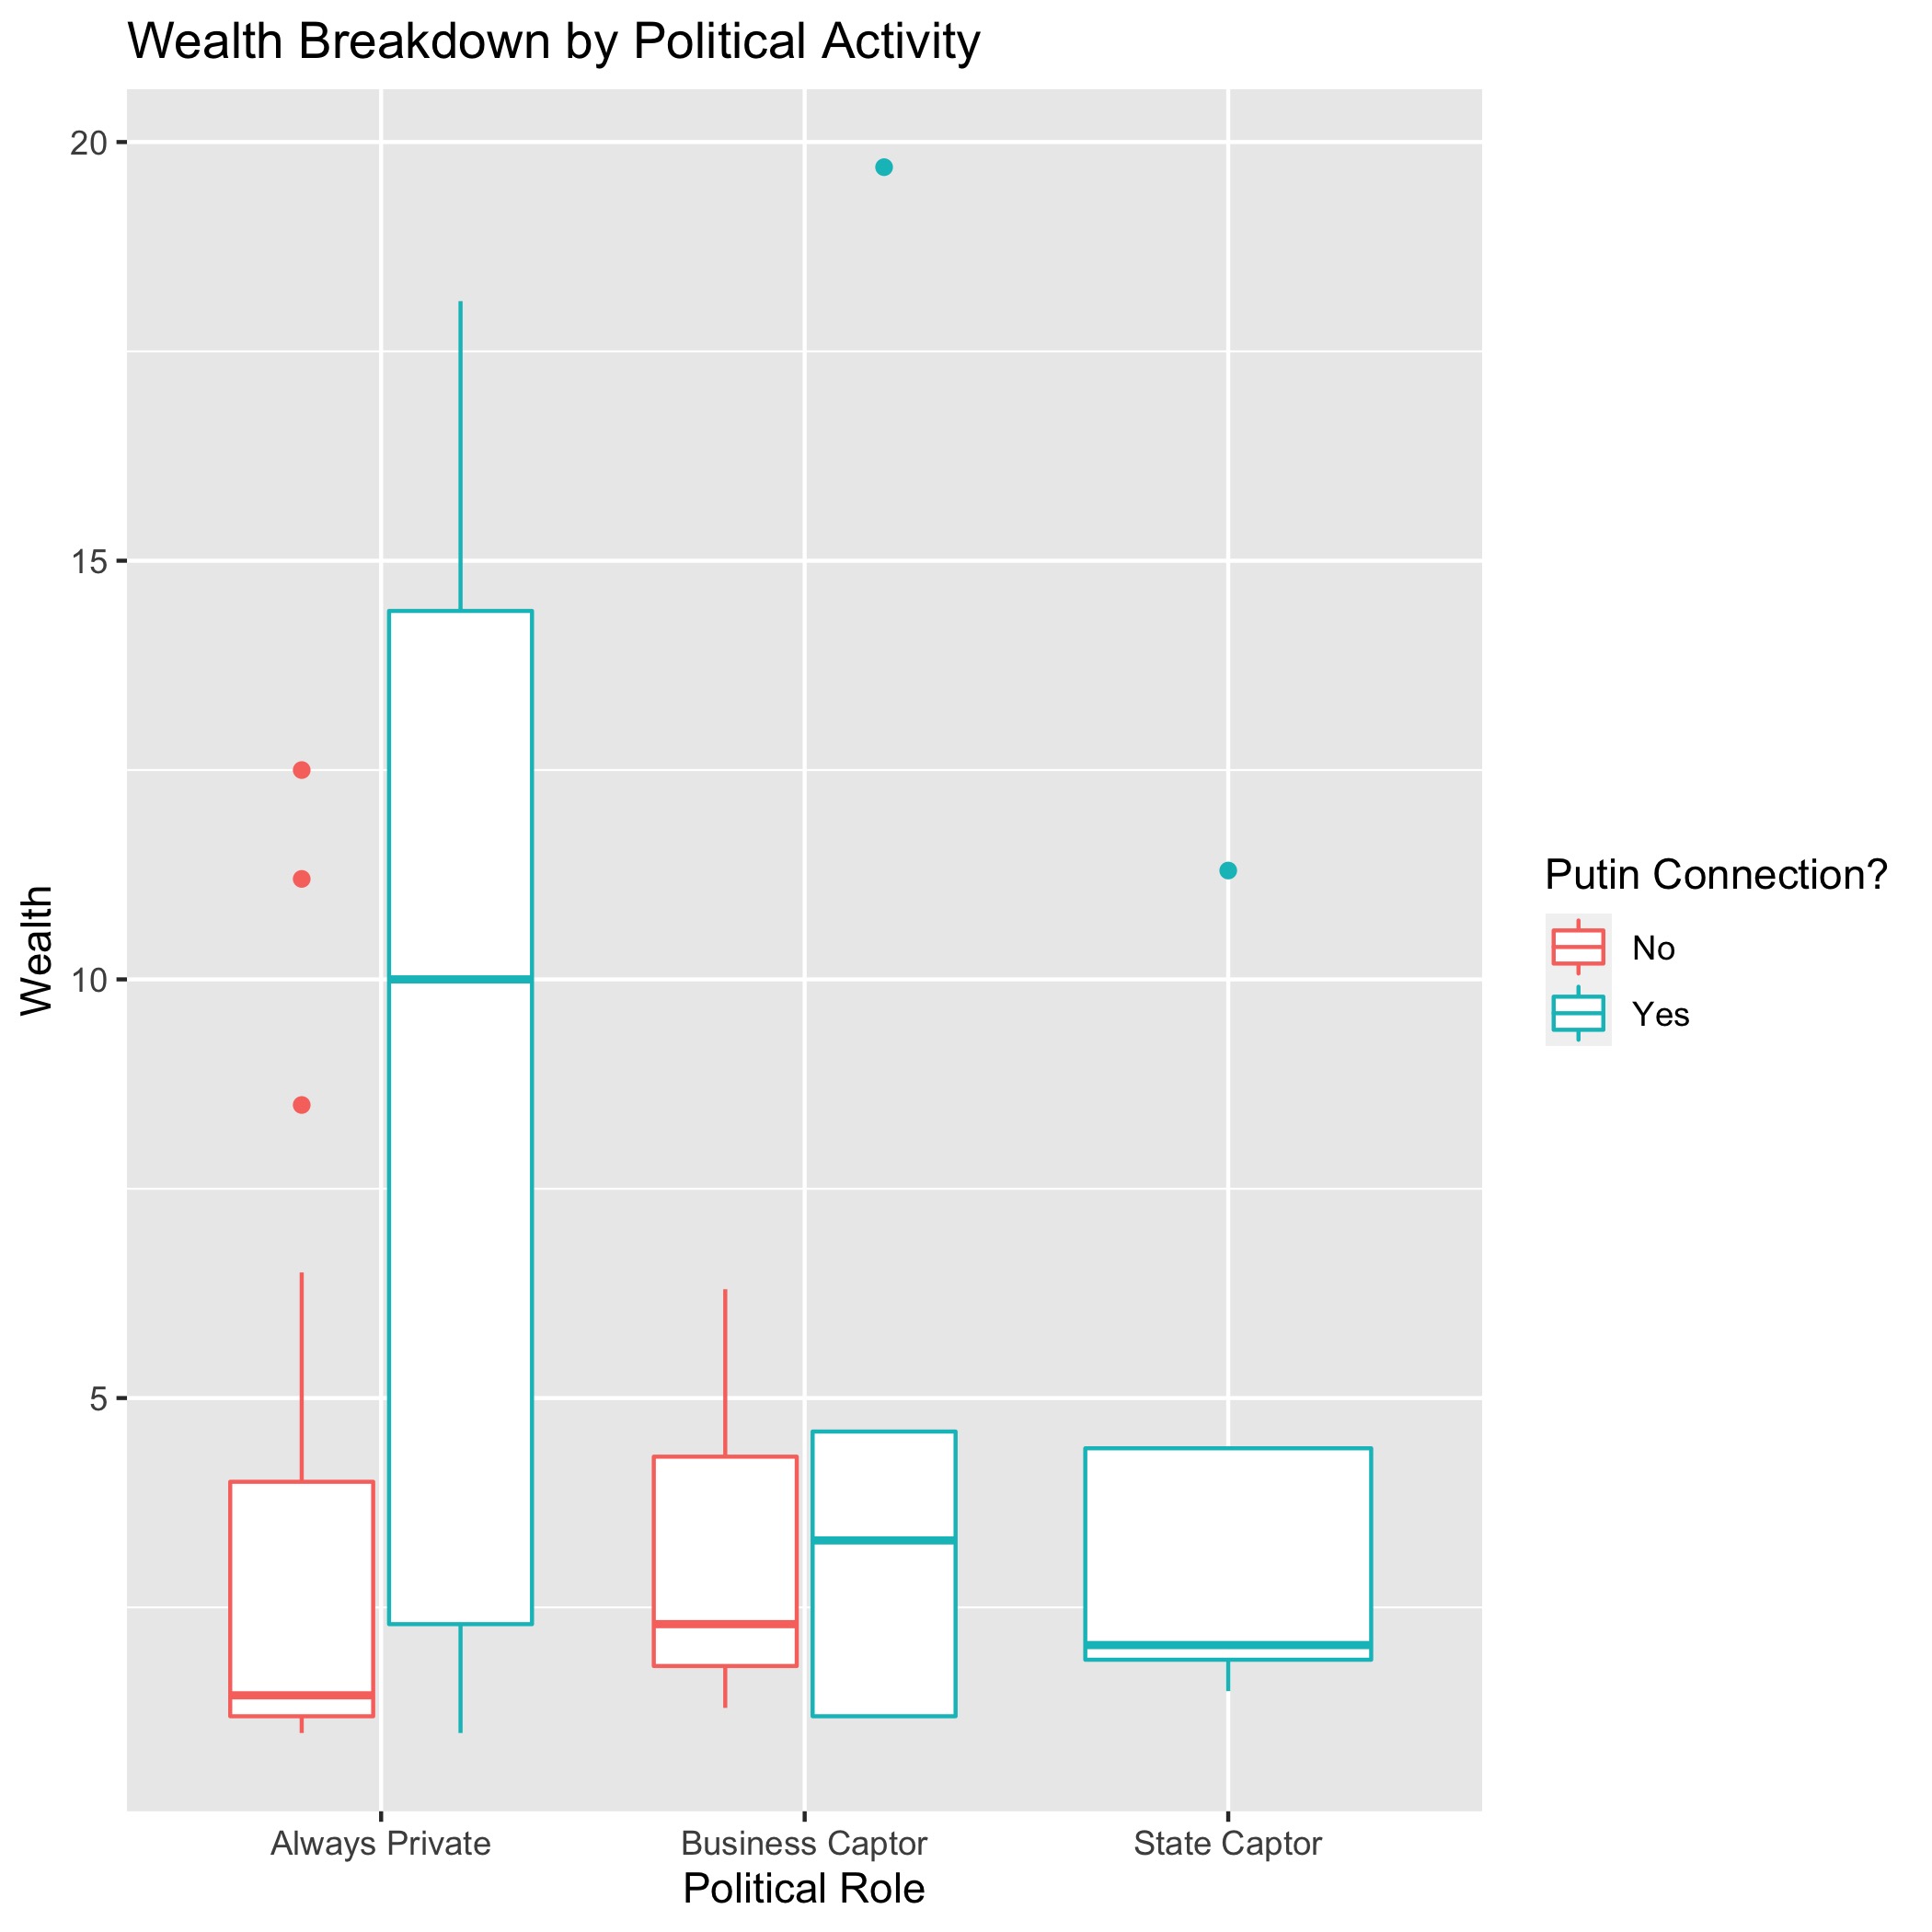 Wealth Breakdown by Political Activity
20
15
10
5
Wealth
Always Private
Business Captor
State Captor
Political Role
Putin Connection?
No
Yes